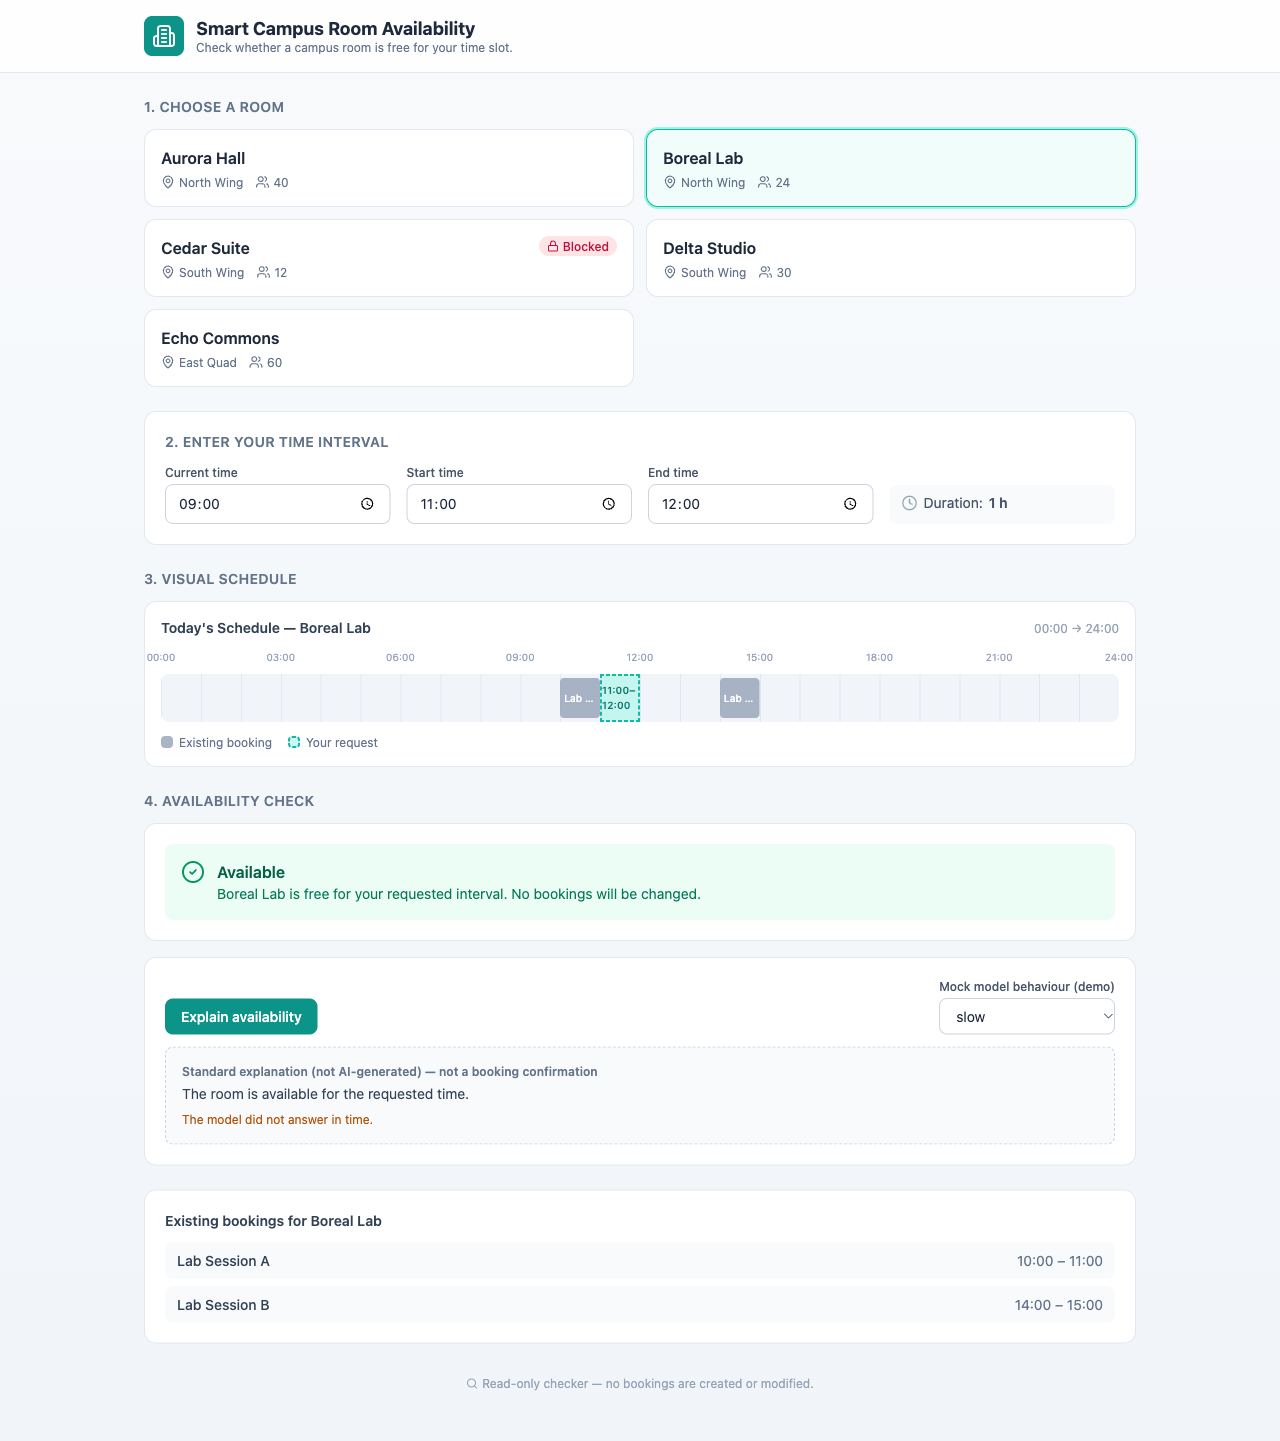 Smart Campus Room Availability
Check whether a campus room is free for your time slot.
1. CHOOSE A ROOM
Aurora Hall
North Wing 40
Boreal Lab
North Wing 24
Cedar Suite
Blocked
South Wing 12
Delta Studio
South Wing 30
Echo Commons
East Quad 60
2. ENTER YOUR TIME INTERVAL
Current time
09:00
Start time
11:00
End time
12:00
Duration: 1 h
3. VISUAL SCHEDULE
Today's Schedule — Boreal Lab
00:00 → 24:00
00:00 03:00 06:00 09:00 12:00 15:00 18:00 21:00 24:00
Lab ...
11:00–
12:00
Lab ...
Existing booking Your request
4. AVAILABILITY CHECK
Available
Boreal Lab is free for your requested interval. No bookings will be changed.
Explain availability
Mock model behaviour (demo)
slow
Standard explanation (not AI-generated) — not a booking confirmation
The room is available for the requested time.
The model did not answer in time.
Existing bookings for Boreal Lab
Lab Session A 10:00 – 11:00
Lab Session B 14:00 – 15:00
Read-only checker — no bookings are created or modified.